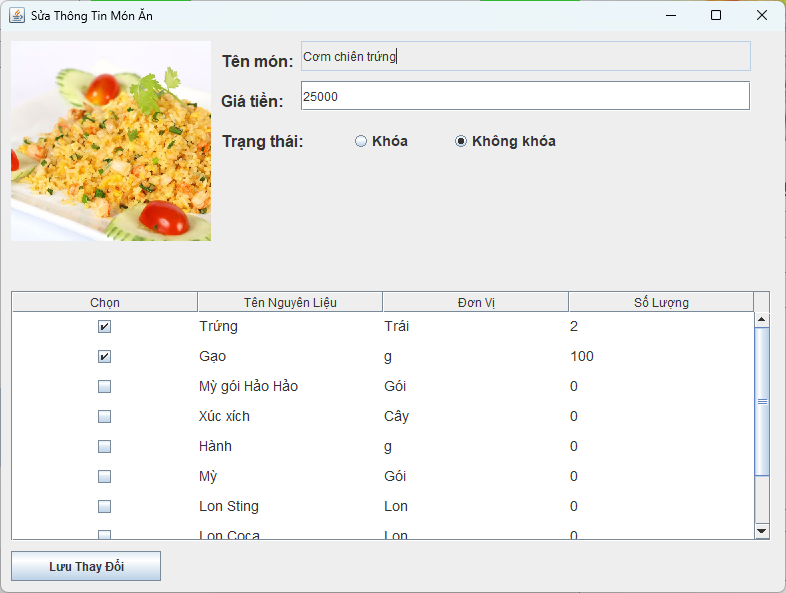 Sửa Thông Tin Món Ăn
Tên món: Cơm chiên trứng
Giá tiền: 25000
Trạng thái: Khóa Không khóa
Chọn Tên Nguyên Liệu Đơn Vị Số Lượng
Trứng Trái 2
Gạo g 100
Mỳ gói Hảo Hảo Gói 0
Xúc xích Cây 0
Hành g 0
Mỳ Gói 0
Lon Sting Lon 0
Lon Coca Lon 0
Lưu Thay Đổi